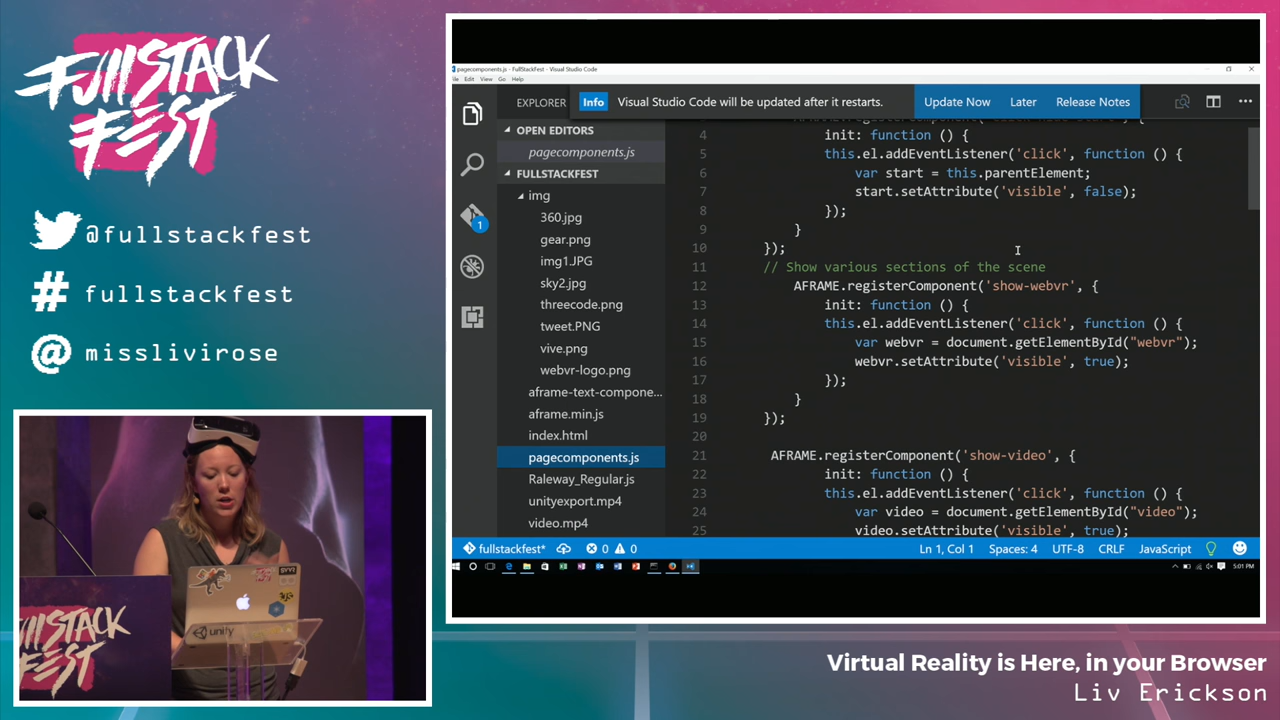 FullSTACK
FEST
@fullstackfest
# fullstackfest
@ misslivirose
pagecomponents.js - FullStackFest - Visual Studio Code
File Edit View Go Help
EXPLORER
Info Visual Studio Code will be updated after it restarts. Update Now Later Release Notes
OPEN EDITORS
pagecomponents.js
FULLSTACKFEST
img
360.jpg
gear.png
img1.JPG
sky2.jpg
threecode.png
tweet.PNG
vive.png
webvr-logo.png
aframe-text-compone...
aframe.min.js
index.html
pagecomponents.js
Raleway_Regular.js
unityexport.mp4
video.mp4
1
4 init: function () {
5 this.el.addEventListener('click', function () {
6 var start = this.parentElement;
7 start.setAttribute('visible', false);
8 });
9 }
10 });
11 // Show various sections of the scene
12 AFRAME.registerComponent('show-webvr', {
13 init: function () {
14 this.el.addEventListener('click', function () {
15 var webvr = document.getElementById("webvr");
16 webvr.setAttribute('visible', true);
17 });
18 }
19 });
20
21 AFRAME.registerComponent('show-video', {
22 init: function () {
23 this.el.addEventListener('click', function () {
24 var video = document.getElementById("video");
25 video.setAttribute('visible', true);
fullstackfest* 0 0 Ln 1, Col 1 Spaces: 4 UTF-8 CRLF JavaScript
5:01 PM
unity
FullSTACK
FEST
Virtual Reality is Here, in your Browser
Liv Erickson